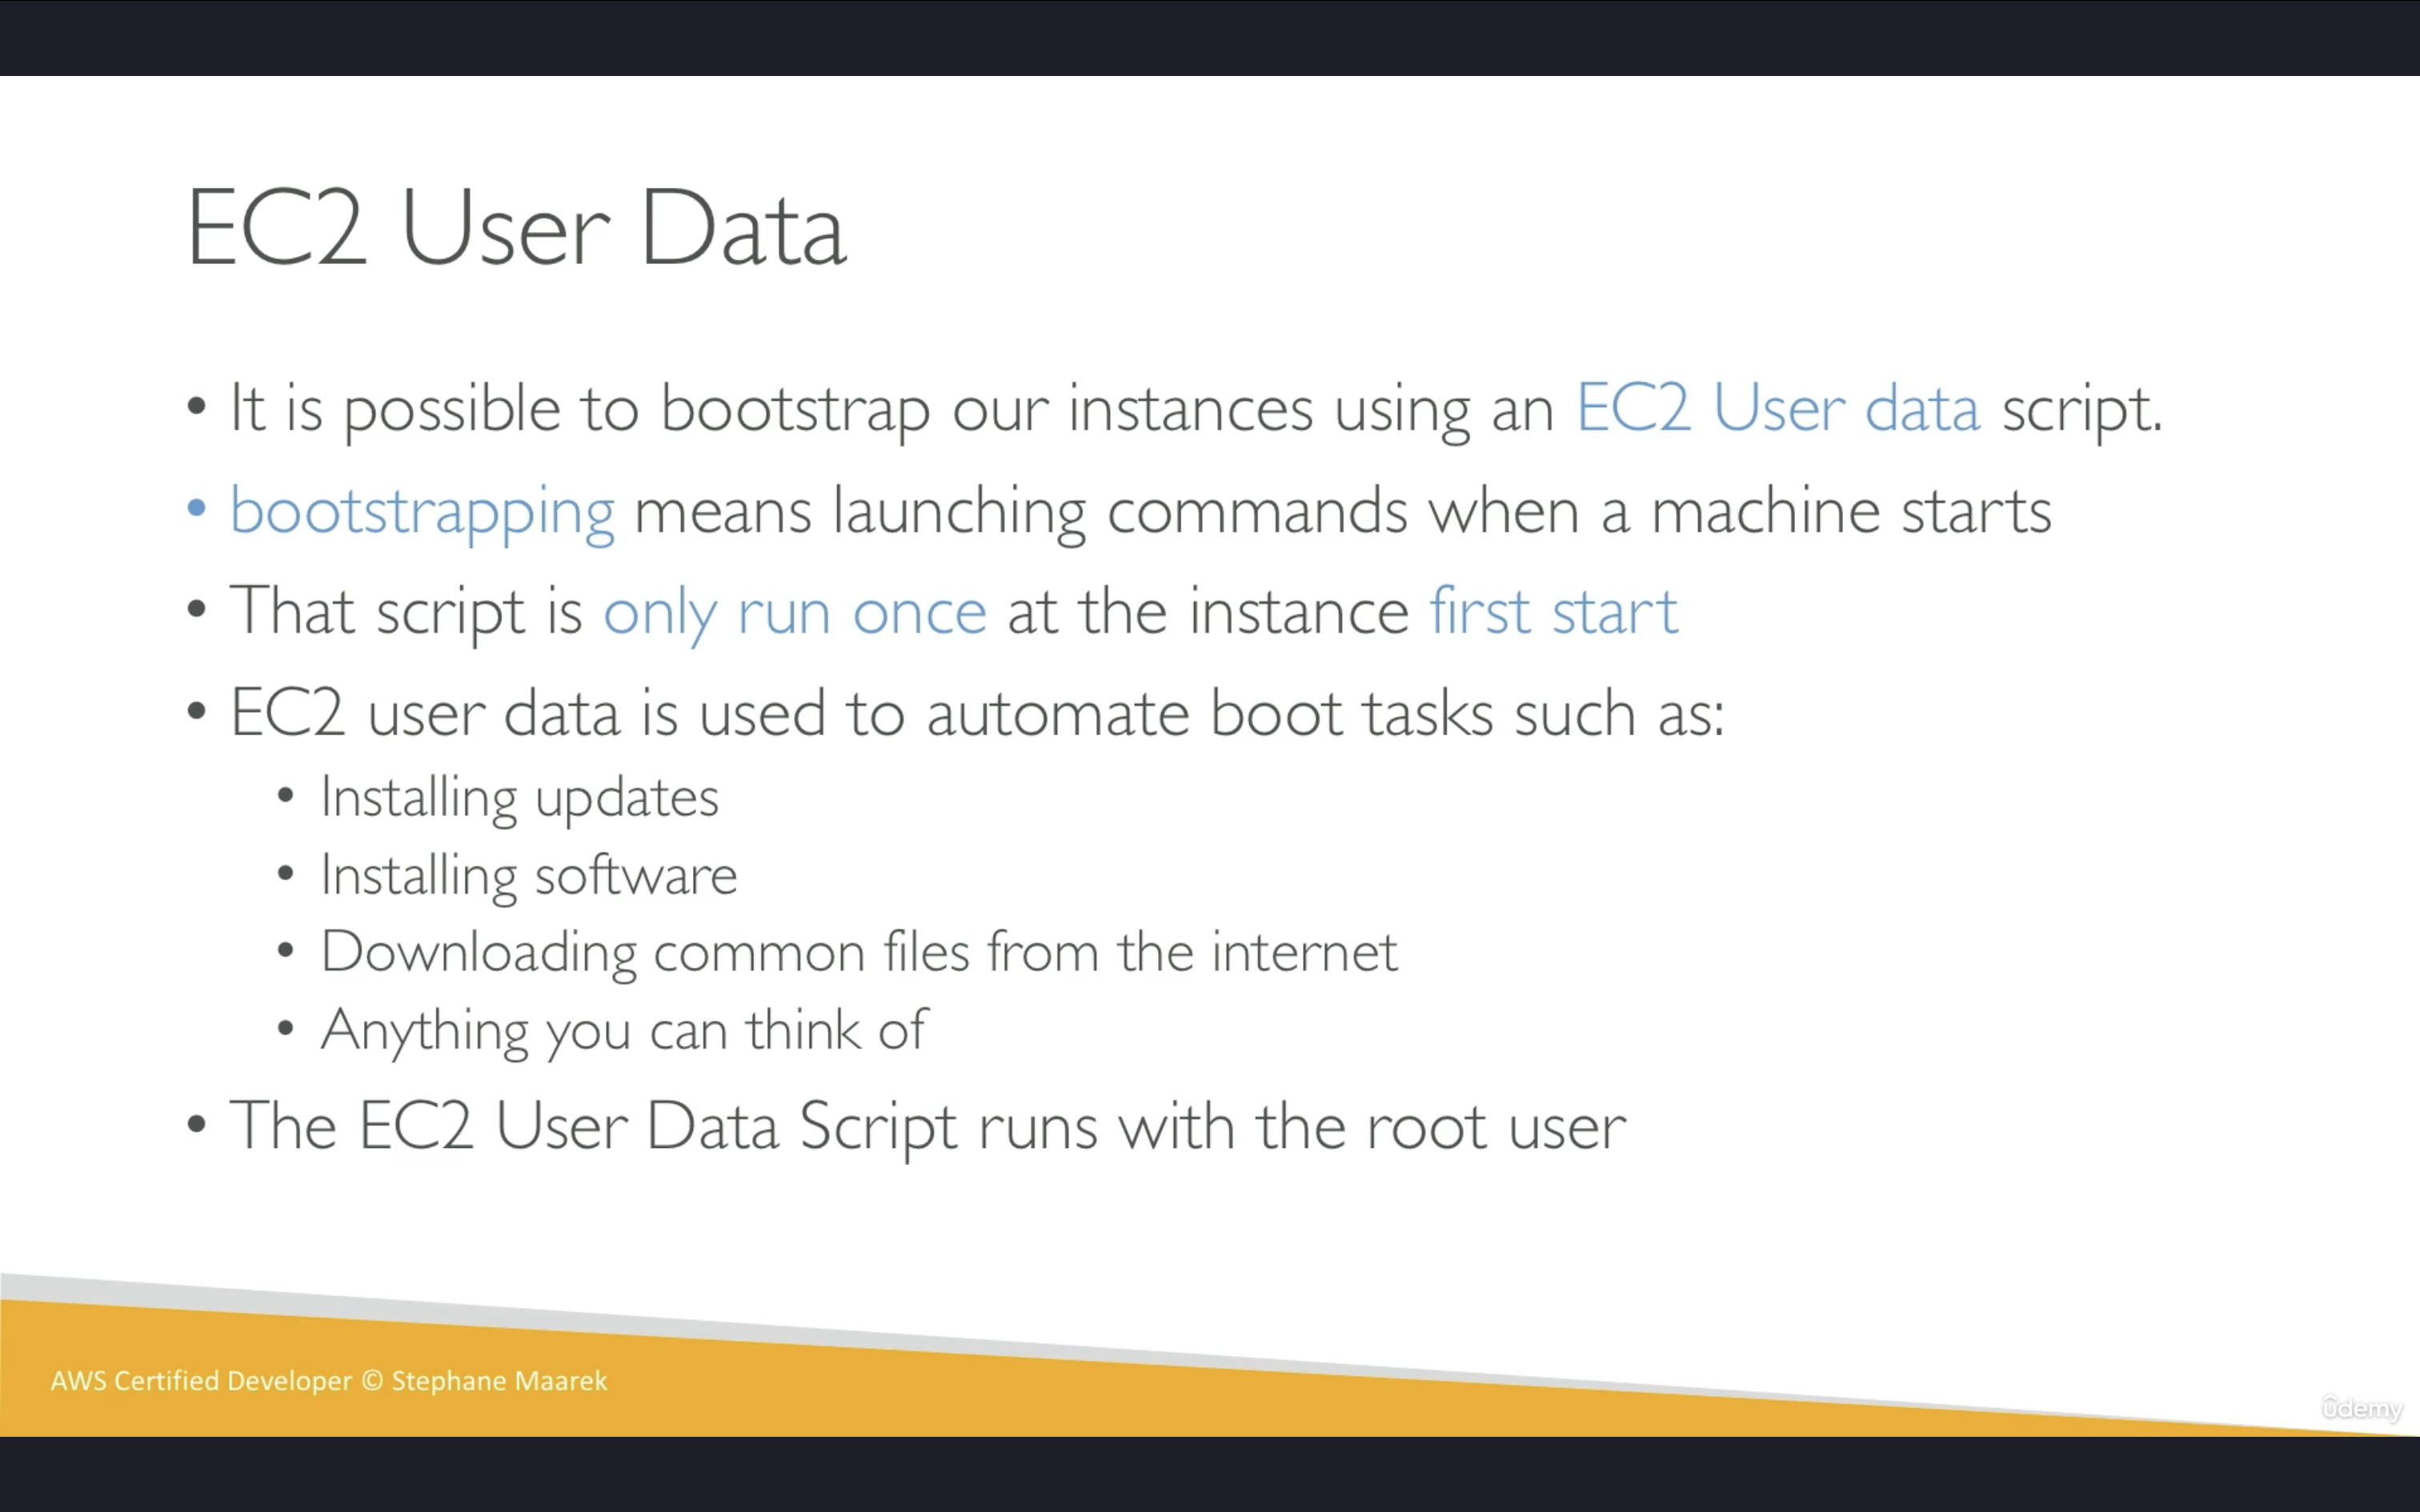 EC2 User Data
• It is possible to bootstrap our instances using an EC2 User data script.
• bootstrapping means launching commands when a machine starts
• That script is only run once at the instance first start
• EC2 user data is used to automate boot tasks such as:
• Installing updates
• Installing software
• Downloading common files from the internet
• Anything you can think of
• The EC2 User Data Script runs with the root user
AWS Certified Developer © Stephane Maarek
ûdemy